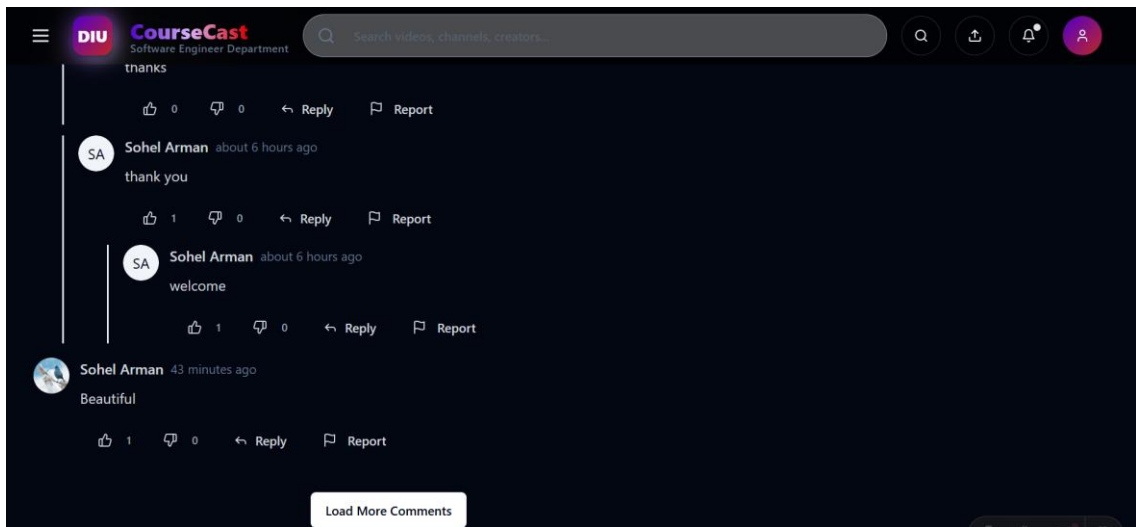 DIU
CourseCast
Software Engineer Department
Search videos, channels, creators...
thanks
0 0 Reply Report
SA
Sohel Arman about 6 hours ago
thank you
1 0 Reply Report
SA
Sohel Arman about 6 hours ago
welcome
1 0 Reply Report
Sohel Arman 43 minutes ago
Beautiful
1 0 Reply Report
Load More Comments